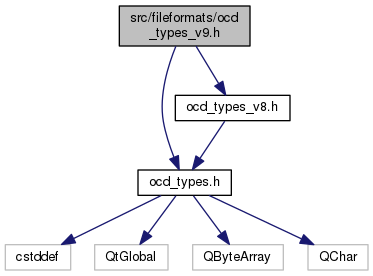 src/fileformats/ocd
_types_v9.h
ocd_types_v8.h
ocd_types.h
cstddef
QtGlobal
QByteArray
QChar